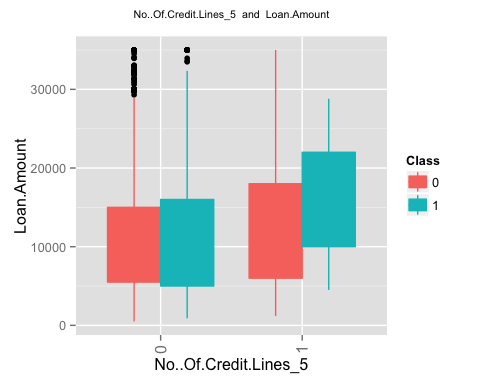 No..Of.Credit.Lines_5 and Loan.Amount
Loan.Amount
30000
20000
10000
0
0
1
No..Of.Credit.Lines_5
Class
0
1